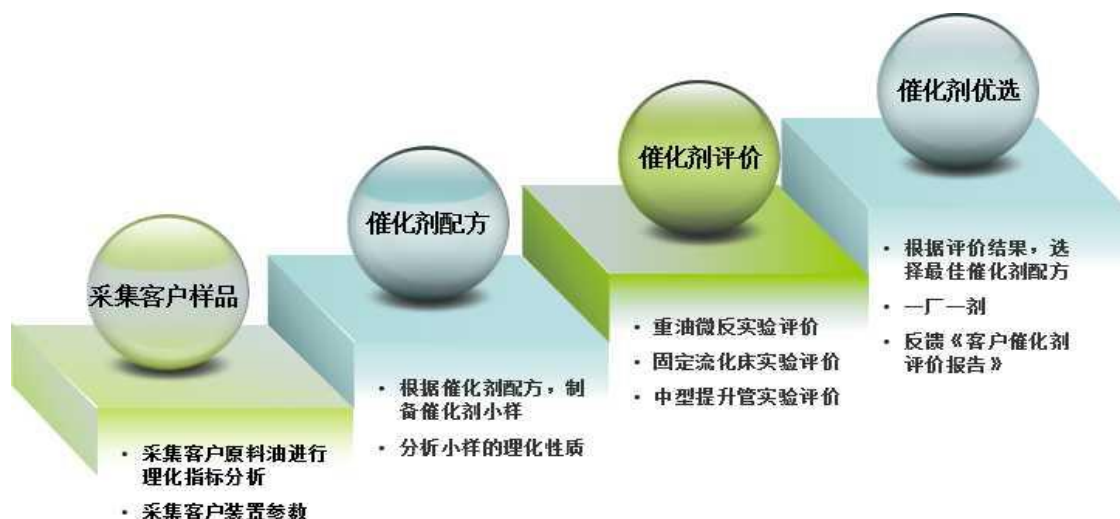 采集客户样品
• 采集客户原料油进行
理化指标分析
• 采集客户装置参数
催化剂配方
• 根据催化剂配方，制
备催化剂小样
• 分析小样的理化性质
催化剂评价
• 重油微反实验评价
• 固定流化床实验评价
• 中型提升管实验评价
催化剂优选
• 根据评价结果，选
择最佳催化剂配方
• 一厂一剂
• 反馈《客户催化剂
评价报告》